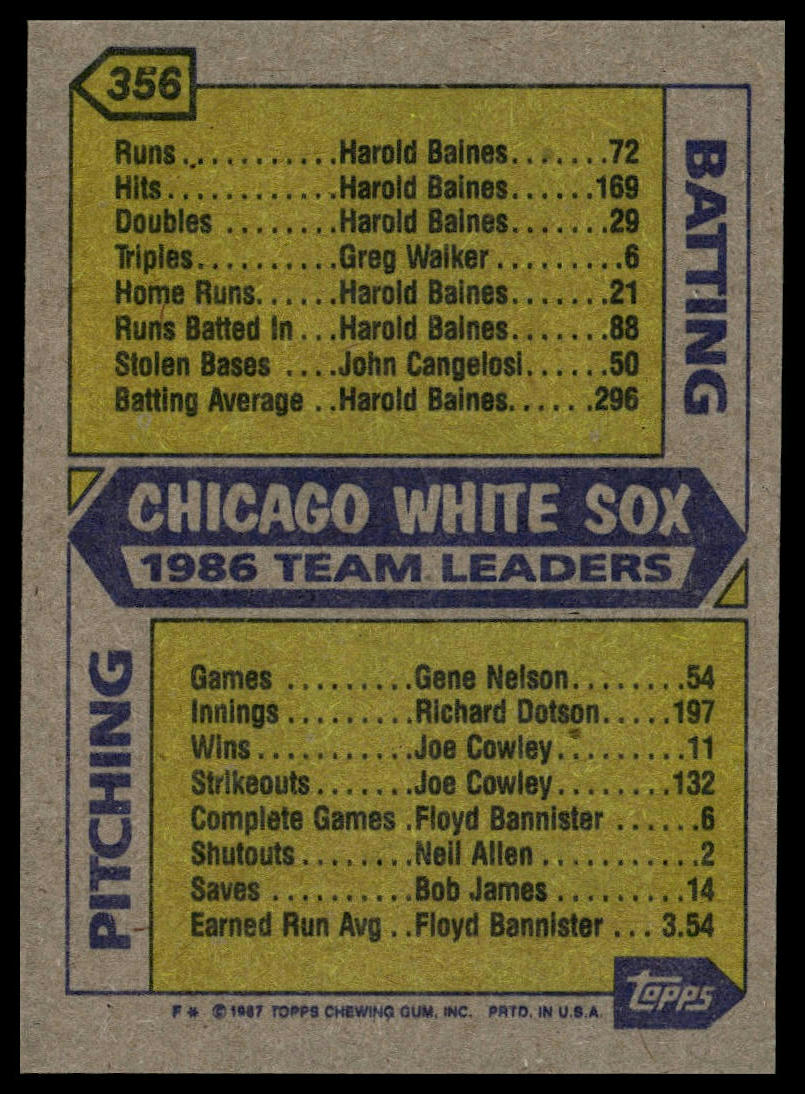 356
Runs...........Harold Baines.......72
Hits............Harold Baines.......169
Doubles ........Harold Baines.......29
Triples..........Greg Walker.........6
Home Runs......Harold Baines.......21
Runs Batted In...Harold Baines.......88
Stolen Bases ....John Cangelosi......50
Batting Average ..Harold Baines......296
BATTING
CHICAGO WHITE SOX
1986 TEAM LEADERS
PITCHING
Games .........Gene Nelson........54
Innings .........Richard Dotson.....197
Wins............Joe Cowley.........11
Strikeouts.......Joe Cowley........132
Complete Games .Floyd Bannister ......6
Shutouts........Neil Allen ...........2
Saves ..........Bob James ........14
Earned Run Avg ..Floyd Bannister ... 3.54
topps
F * © 1987 TOPPS CHEWING GUM, INC. PRTD. IN U.S.A.